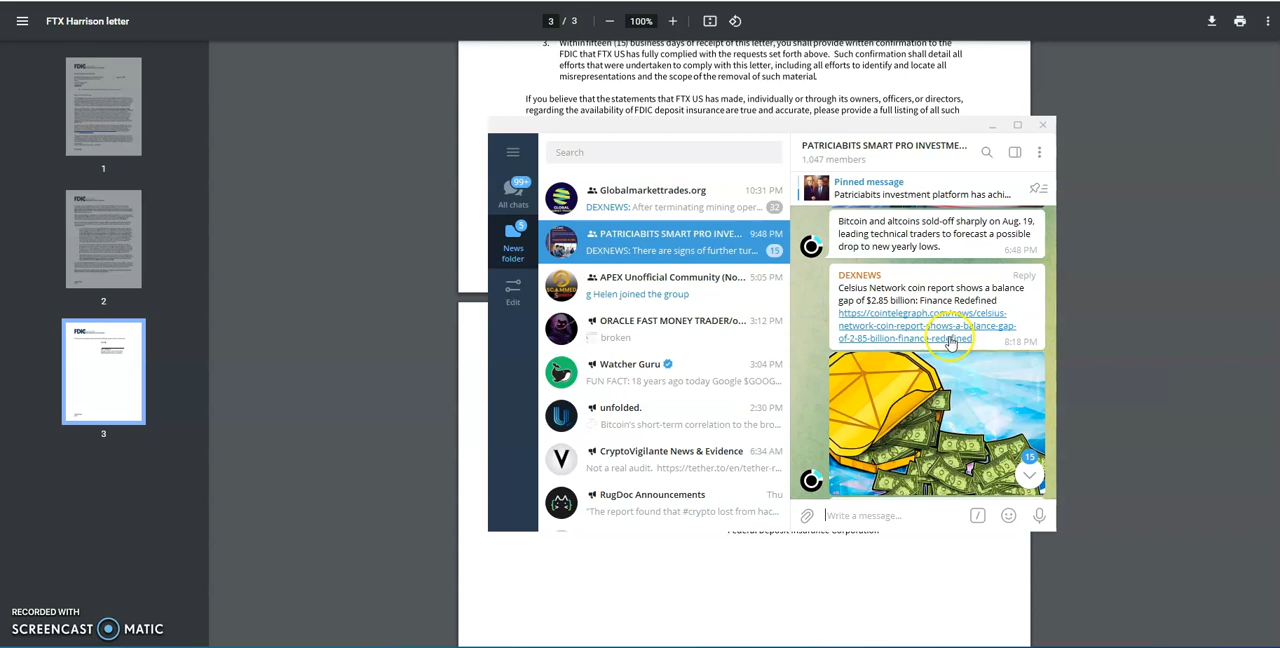 FTX Harrison letter
3 / 3
100%
FDIC
1
FDIC
2
FDIC
3
3. Within fifteen (15) business days of receipt of this letter, you shall provide written confirmation to the
FDIC that FTX US has fully complied with the requests set forth above. Such confirmation shall detail all
efforts that were undertaken to comply with this letter, including all efforts to identify and locate all
misrepresentations and the scope of the removal of such material.
If you believe that the statements that FTX US has made, individually or through its owners, officers, or directors,
regarding the availability of FDIC deposit insurance are true and accurate, please provide a full listing of all such
Search
99+
All chats
5
News
folder
Edit
Globalmarkettrades.org 10:31 PM
DEXNEWS: After terminating mining oper... 32
PATRICIABITS SMART PRO INVE... 9:48 PM
DEXNEWS: There are signs of further tur... 15
APEX Unofficial Community (No... 5:05 PM
g Helen joined the group
SCAMMED
ORACLE FAST MONEY TRADER/o... 3:12 PM
broken
Watcher Guru 3:04 PM
FUN FACT: 18 years ago today Google $GOOG...
unfolded. 2:30 PM
Bitcoin's short-term correlation to the bro...
CryptoVigilante News & Evidence 6:34 AM
Not a real audit. https://tether.to/en/tether-r...
V
RugDoc Announcements Thu
"The report found that #crypto lost from hac...
PATRICIABITS SMART PRO INVESTME...
1,047 members
Pinned message
Patriciabits investment platform has achi...
Bitcoin and altcoins sold-off sharply on Aug. 19,
leading technical traders to forecast a possible
drop to new yearly lows.
6:48 PM
DEXNEWS Reply
Celsius Network coin report shows a balance
gap of $2.85 billion: Finance Redefined
https://cointelegraph.com/news/celsius-
network-coin-report-shows-a-balance-gap-
of-2-85-billion-finance-redefined
8:18 PM
15
Write a message...
Federal Deposit Insurance Corporation
RECORDED WITH
SCREENCAST MATIC